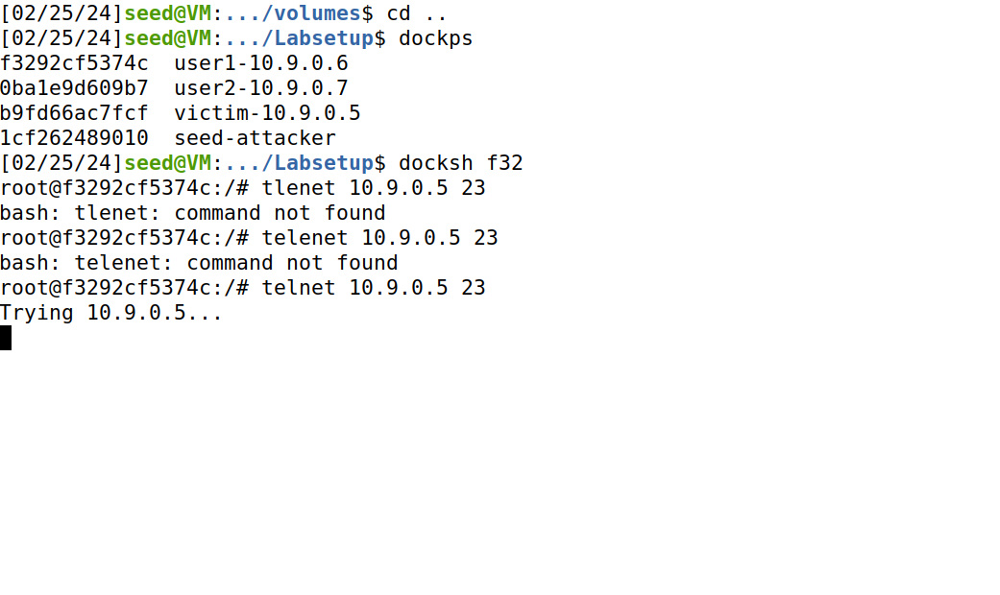 [02/25/24]seed@VM:.../volumes$ cd ..
[02/25/24]seed@VM:.../Labsetup$ dockps
f3292cf5374c  user1-10.9.0.6
0ba1e9d609b7  user2-10.9.0.7
b9fd66ac7fcf  victim-10.9.0.5
1cf262489010  seed-attacker
[02/25/24]seed@VM:.../Labsetup$ docksh f32
root@f3292cf5374c:/# tlenet 10.9.0.5 23
bash: tlenet: command not found
root@f3292cf5374c:/# telenet 10.9.0.5 23
bash: telenet: command not found
root@f3292cf5374c:/# telnet 10.9.0.5 23
Trying 10.9.0.5...